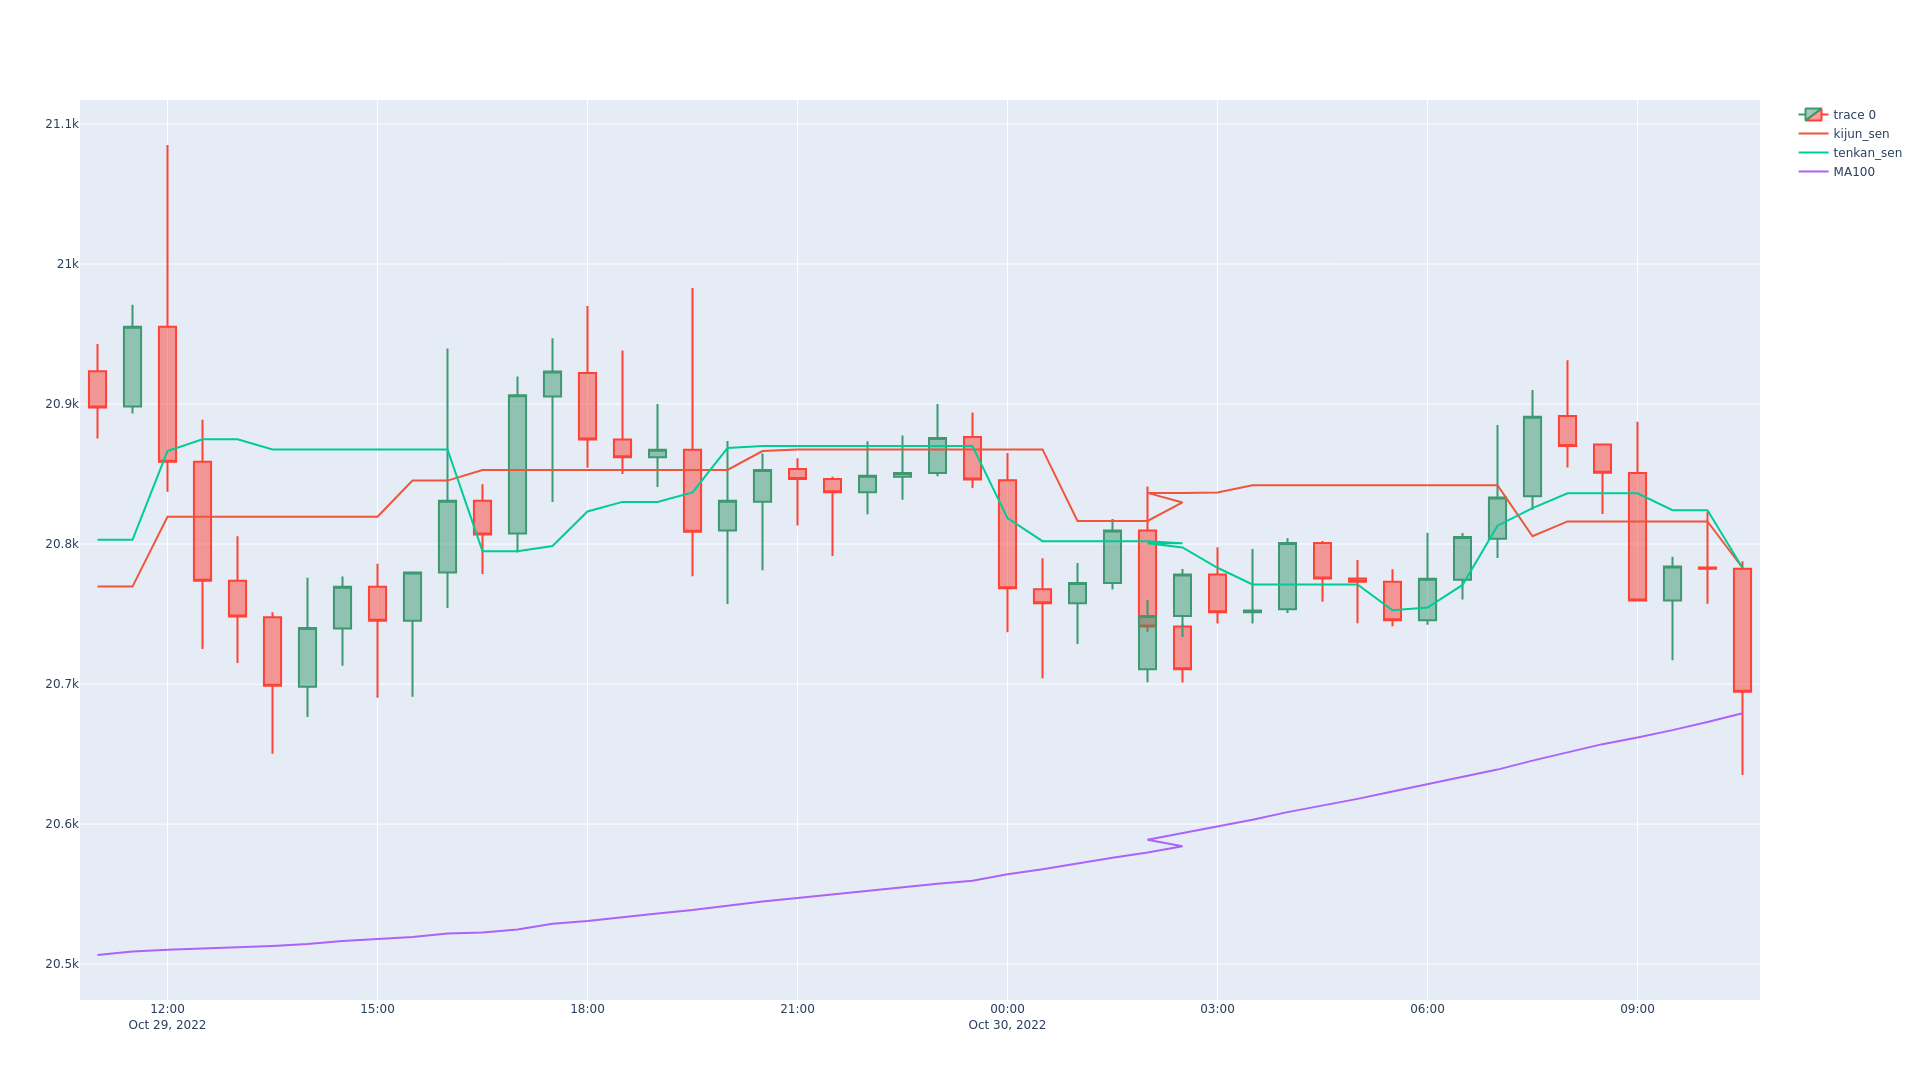 21.1k
21k
20.9k
20.8k
20.7k
20.6k
20.5k
12:00
Oct 29, 2022
15:00
18:00
21:00
00:00
Oct 30, 2022
03:00
06:00
09:00
trace 0
kijun_sen
tenkan_sen
MA100